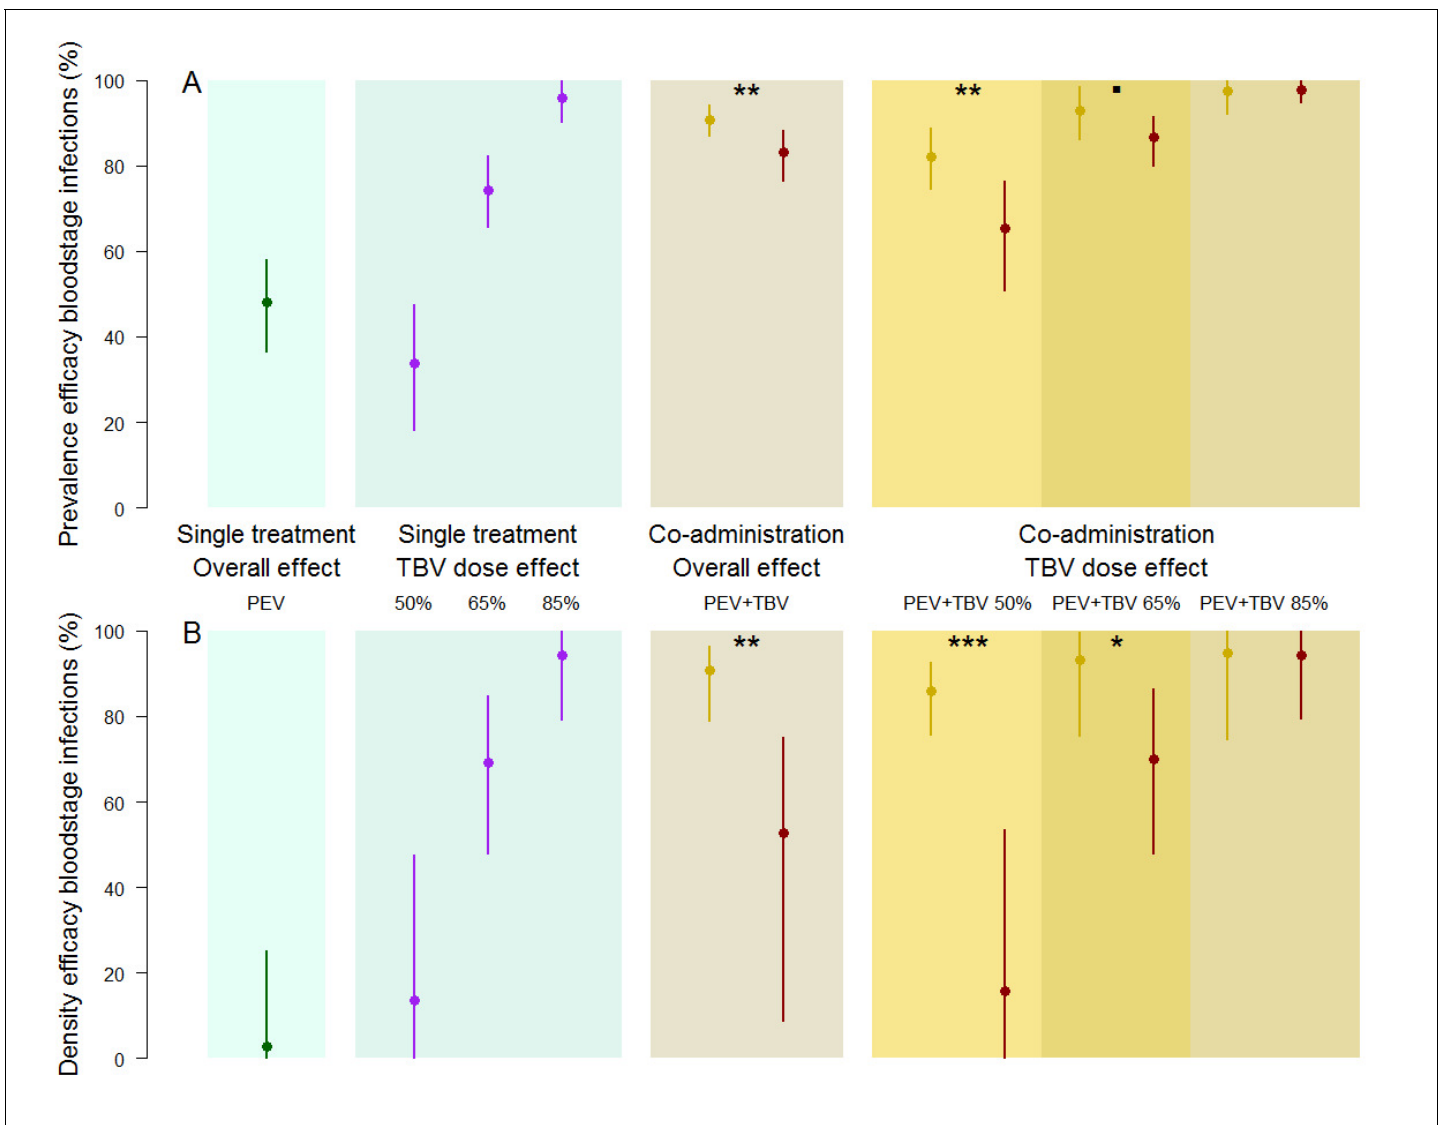 Prevalence efficacy bloodstage infections (%)
A
100
80
60
40
20
0
** ** ▪
Single treatment Single treatment Co-administration Co-administration
Overall effect TBV dose effect Overall effect TBV dose effect
PEV 50% 65% 85% PEV+TBV PEV+TBV 50% PEV+TBV 65% PEV+TBV 85%
Density efficacy bloodstage infections (%)
B
100
80
60
40
20
0
** *** *